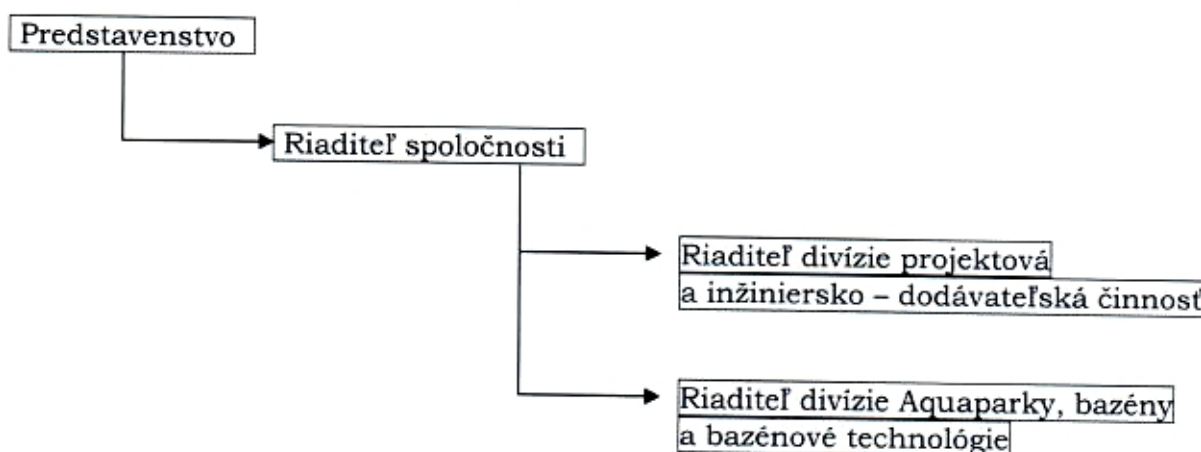 Predstavenstvo
Riaditeľ spoločnosti
Riaditeľ divízie projektová
a inžiniersko – dodávateľská činnosť
Riaditeľ divízie Aquaparky, bazény
a bazénové technológie